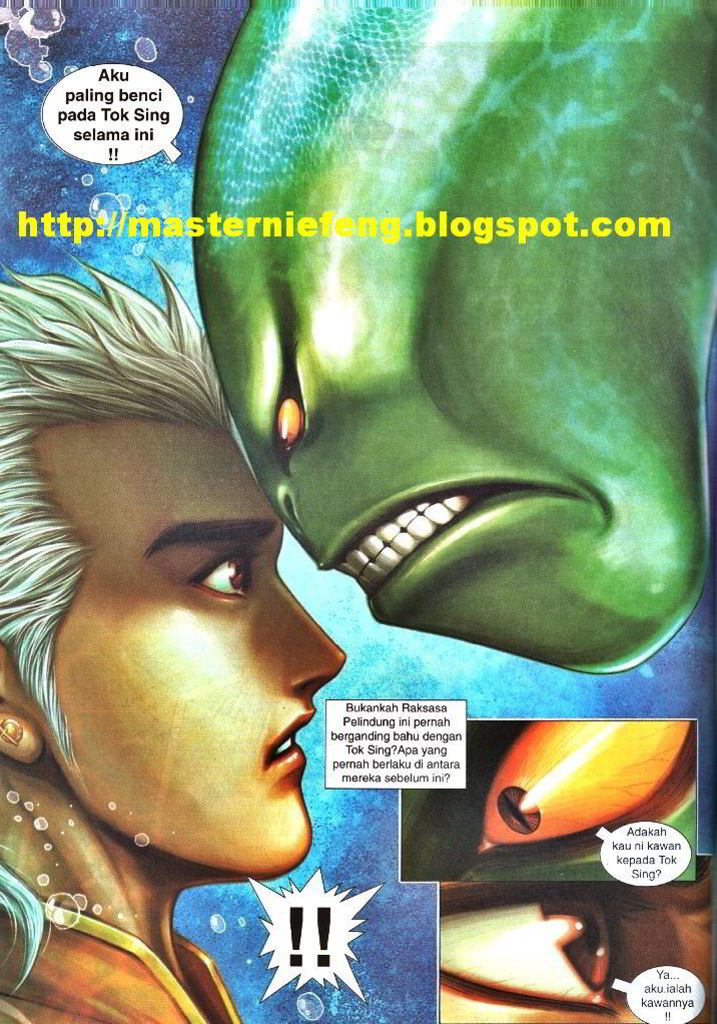 Aku
paling benci
pada Tok Sing
selama ini
!!
http://masterniefeng.blogspot.com
Bukankah Raksasa
Pelindung ini pernah
berganding bahu dengan
Tok Sing?Apa yang
pernah berlaku di antara
mereka sebelum ini?
Adakah
kau ni kawan
kepada Tok
Sing?
!!
Ya...
aku.ialah
kawannya
!!